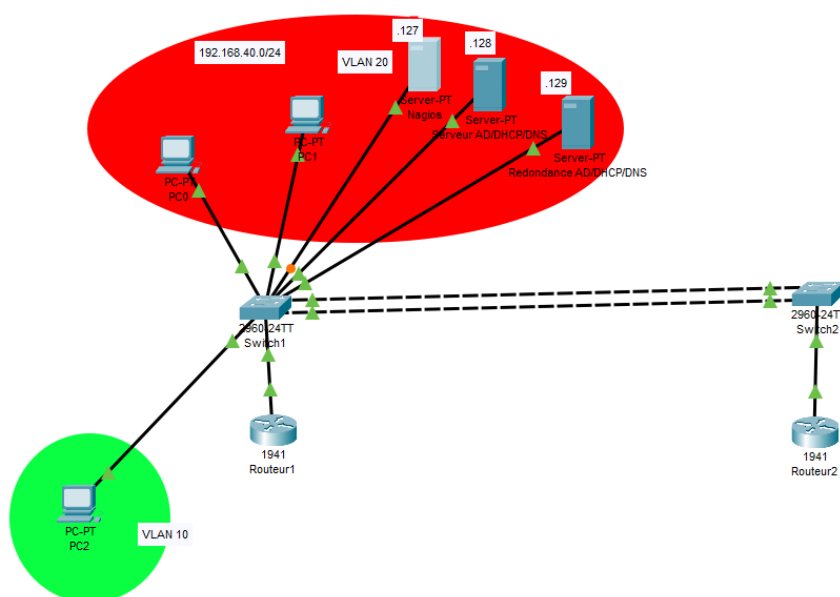 .127
192.168.40.0/24
.128
VLAN 20
.129
Server-PT
Nagios
Server-PT
Serveur AD/DHCP/DNS
PC-PT
PC1
Server-PT
Redondance AD/DHCP/DNS
PC-PT
PC0
2960-24TT
Switch1
2960-24TT
Switch2
1941
Routeur1
1941
Routeur2
PC-PT
PC2
VLAN 10